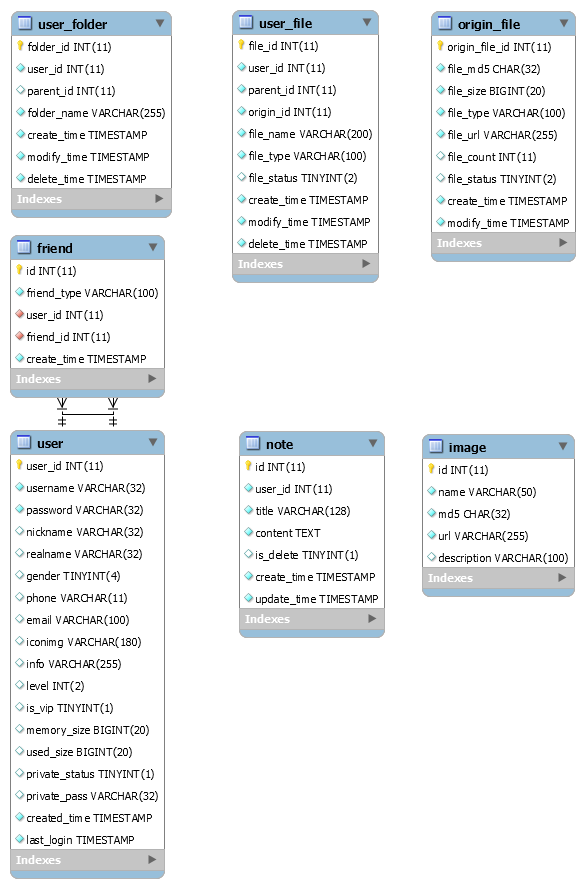 user_folder
folder_id INT(11)
user_id INT(11)
parent_id INT(11)
folder_name VARCHAR(255)
create_time TIMESTAMP
modify_time TIMESTAMP
delete_time TIMESTAMP
Indexes
user_file
file_id INT(11)
user_id INT(11)
parent_id INT(11)
origin_id INT(11)
file_name VARCHAR(200)
file_type VARCHAR(100)
file_status TINYINT(2)
create_time TIMESTAMP
modify_time TIMESTAMP
delete_time TIMESTAMP
Indexes
origin_file
origin_file_id INT(11)
file_md5 CHAR(32)
file_size BIGINT(20)
file_type VARCHAR(100)
file_url VARCHAR(255)
file_count INT(11)
file_status TINYINT(2)
create_time TIMESTAMP
modify_time TIMESTAMP
Indexes
friend
id INT(11)
friend_type VARCHAR(100)
user_id INT(11)
friend_id INT(11)
create_time TIMESTAMP
Indexes
user
user_id INT(11)
username VARCHAR(32)
password VARCHAR(32)
nickname VARCHAR(32)
realname VARCHAR(32)
gender TINYINT(4)
phone VARCHAR(11)
email VARCHAR(100)
iconimg VARCHAR(180)
info VARCHAR(255)
level INT(2)
is_vip TINYINT(1)
memory_size BIGINT(20)
used_size BIGINT(20)
private_status TINYINT(1)
private_pass VARCHAR(32)
created_time TIMESTAMP
last_login TIMESTAMP
Indexes
note
id INT(11)
user_id INT(11)
title VARCHAR(128)
content TEXT
is_delete TINYINT(1)
create_time TIMESTAMP
update_time TIMESTAMP
Indexes
image
id INT(11)
name VARCHAR(50)
md5 CHAR(32)
url VARCHAR(255)
description VARCHAR(100)
Indexes